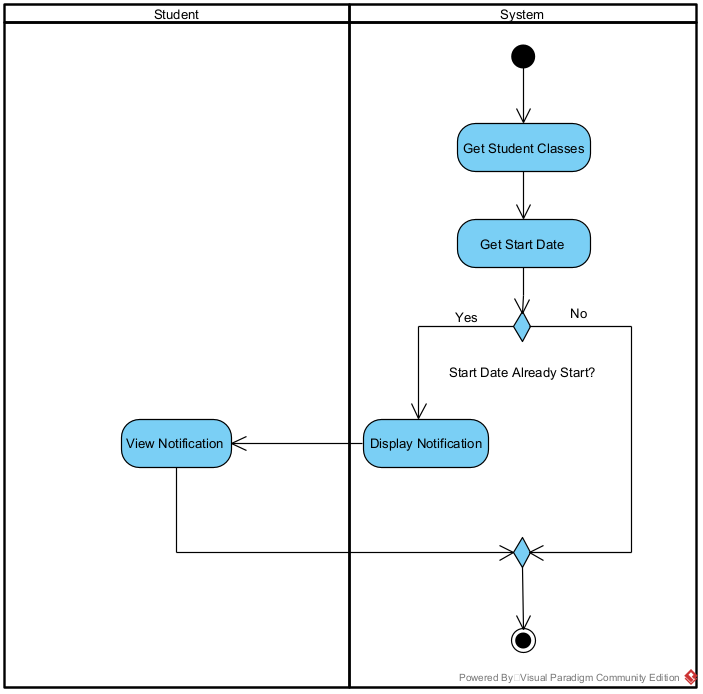 Student
System
Get Student Classes
Get Start Date
Yes
No
Start Date Already Start?
View Notification
Display Notification
Powered By Visual Paradigm Community Edition